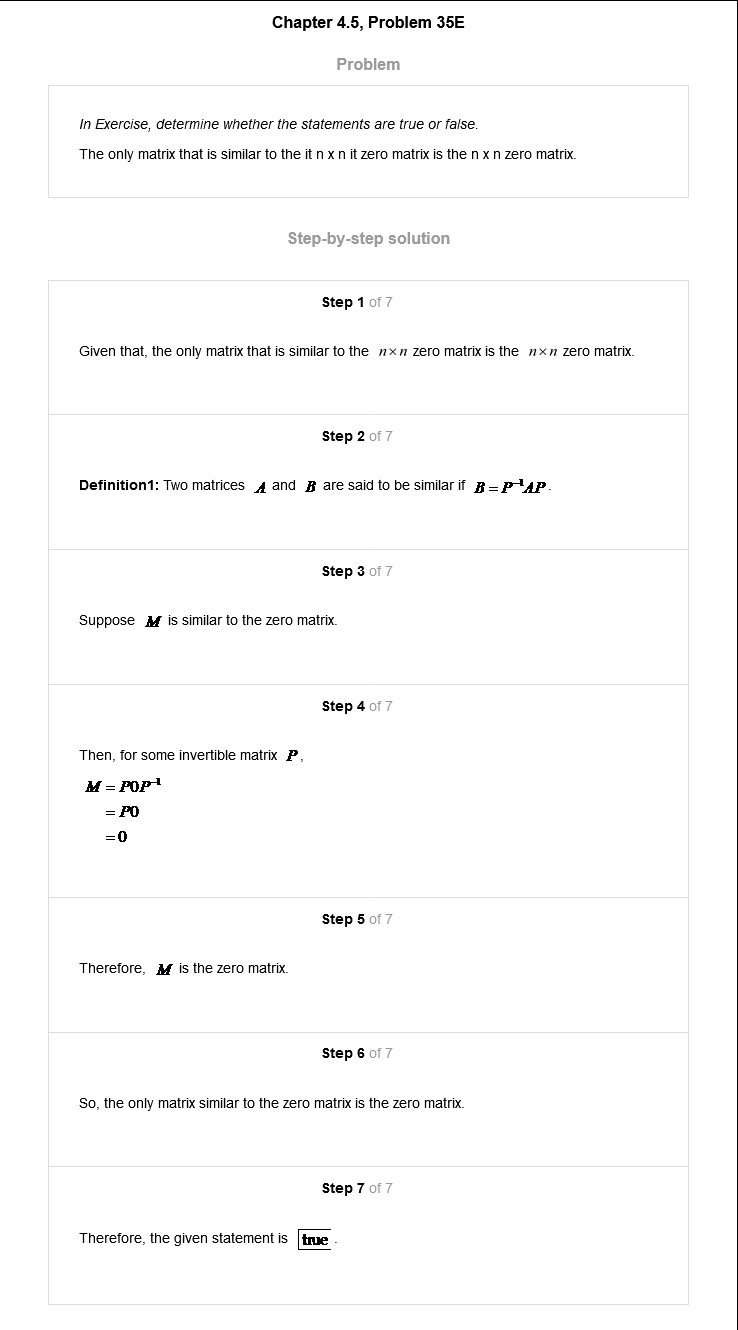 Chapter 4.5, Problem 35E
Problem
In Exercise, determine whether the statements are true or false.
The only matrix that is similar to the it n x n it zero matrix is the n x n zero matrix.
Step-by-step solution
Step 1 of 7
Given that, the only matrix that is similar to the n×n zero matrix is the n×n zero matrix.
Step 2 of 7
Definition1: Two matrices A and B are said to be similar if B = P⁻¹AP.
Step 3 of 7
Suppose M is similar to the zero matrix.
Step 4 of 7
Then, for some invertible matrix P,
M = P0P⁻¹
= P0
= 0
Step 5 of 7
Therefore, M is the zero matrix.
Step 6 of 7
So, the only matrix similar to the zero matrix is the zero matrix.
Step 7 of 7
Therefore, the given statement is true.